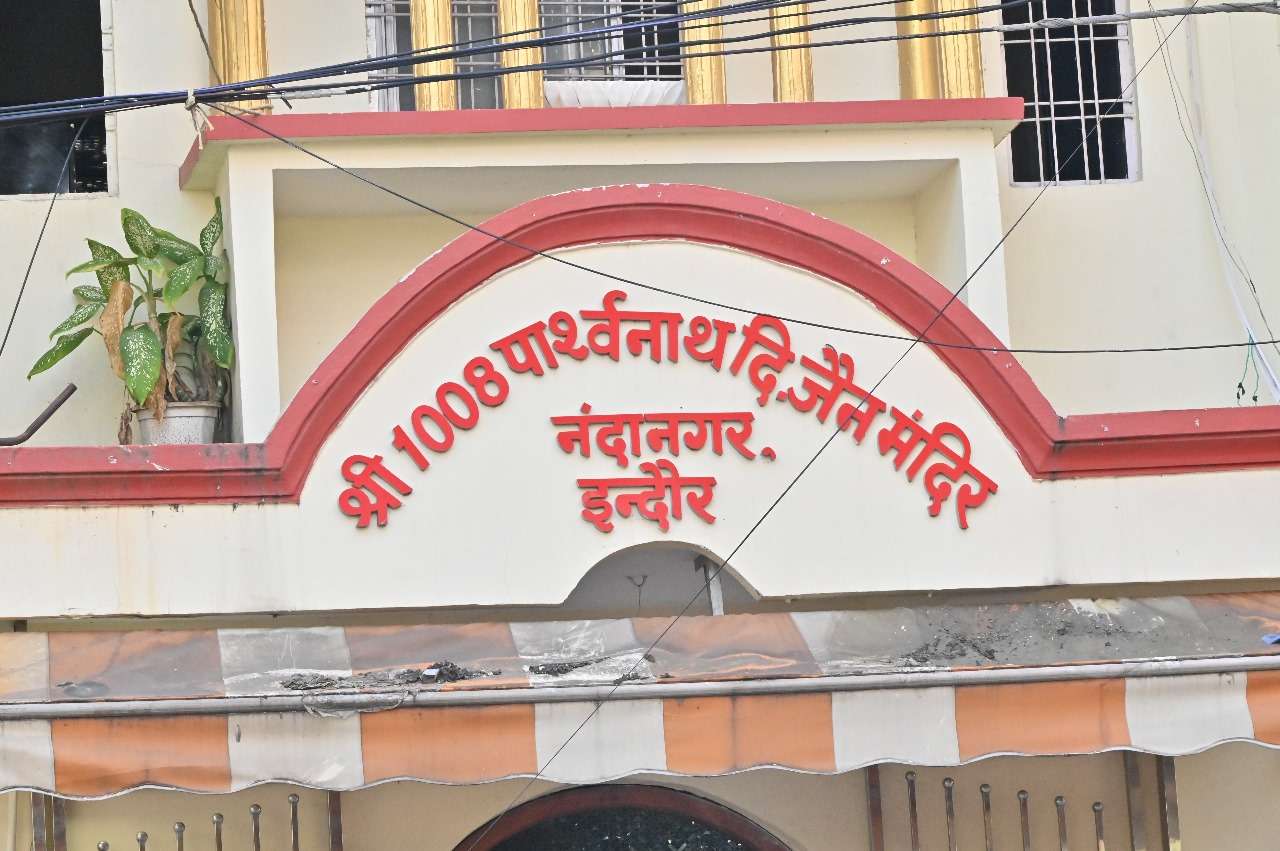 श्री 1008 पार्श्वनाथ दि. जैन मंदिर
नंदानगर,
इन्दौर